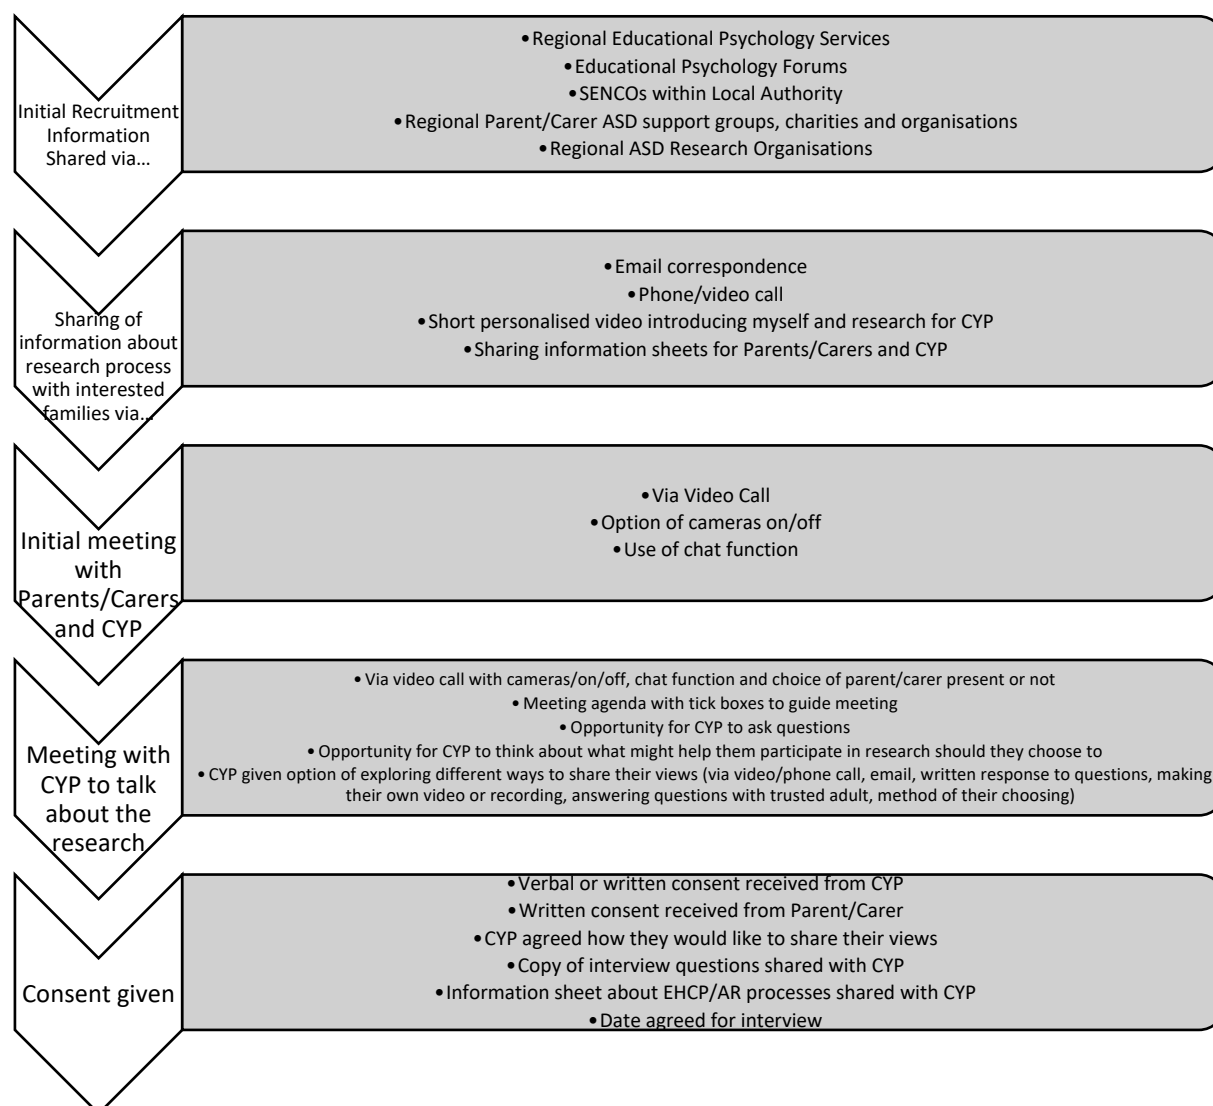 Initial Recruitment
Information
Shared via...
•Regional Educational Psychology Services
•Educational Psychology Forums
•SENCOs within Local Authority
•Regional Parent/Carer ASD support groups, charities and organisations
•Regional ASD Research Organisations
Sharing of
information about
research process
with interested
families via...
•Email correspondence
•Phone/video call
•Short personalised video introducing myself and research for CYP
•Sharing information sheets for Parents/Carers and CYP
Initial meeting
with
Parents/Carers
and CYP
•Via Video Call
•Option of cameras on/off
•Use of chat function
Meeting with
CYP to talk
about the
research
•Via video call with cameras/on/off, chat function and choice of parent/carer present or not
•Meeting agenda with tick boxes to guide meeting
•Opportunity for CYP to ask questions
•Opportunity for CYP to think about what might help them participate in research should they choose to
•CYP given option of exploring different ways to share their views (via video/phone call, email, written response to questions, making
their own video or recording, answering questions with trusted adult, method of their choosing)
Consent given
•Verbal or written consent received from CYP
•Written consent received from Parent/Carer
•CYP agreed how they would like to share their views
•Copy of interview questions shared with CYP
•Information sheet about EHCP/AR processes shared with CYP
•Date agreed for interview